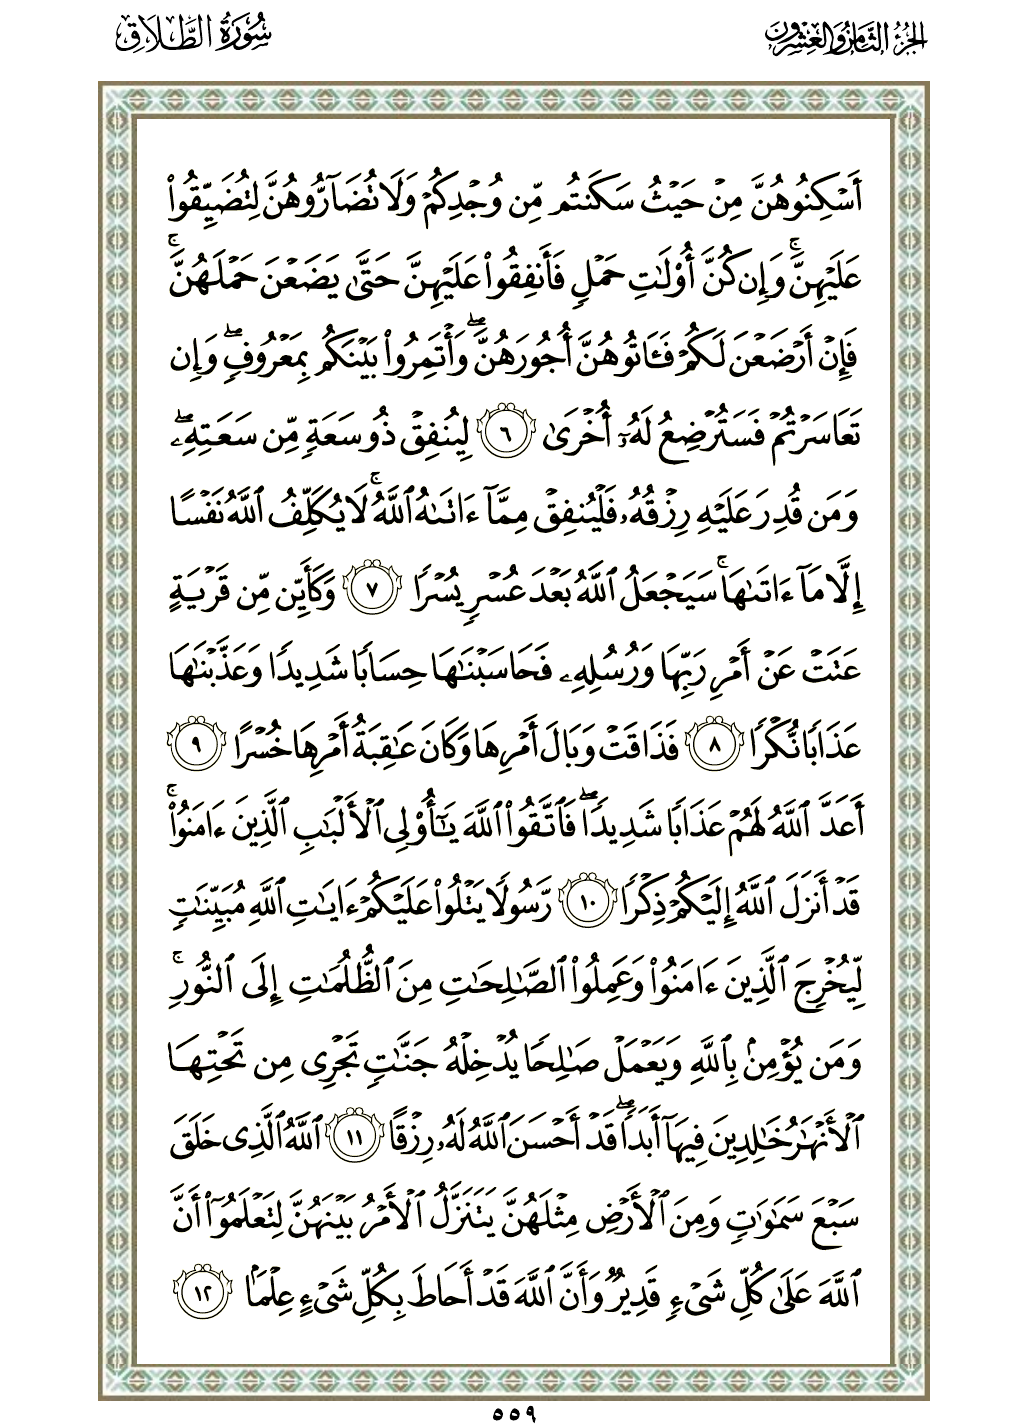 الجزء الثامن والعشرون
سورة الطلاق
أَسْكِنُوهُنَّ مِنْ حَيْثُ سَكَنتُم مِّن وُجْدِكُمْ وَلَا تُضَآرُّوهُنَّ لِتُضَيِّقُوا۟
عَلَيْهِنَّ ۚ وَإِن كُنَّ أُو۟لَـٰتِ حَمْلٍ فَأَنفِقُوا۟ عَلَيْهِنَّ حَتَّىٰ يَضَعْنَ حَمْلَهُنَّ ۚ
فَإِنْ أَرْضَعْنَ لَكُمْ فَـَٔاتُوهُنَّ أُجُورَهُنَّ ۖ وَأْتَمِرُوا۟ بَيْنَكُم بِمَعْرُوفٍ ۖ وَإِن
تَعَاسَرْتُمْ فَسَتُرْضِعُ لَهُۥٓ أُخْرَىٰ ٦ لِيُنفِقْ ذُو سَعَةٍ مِّن سَعَتِهِۦ ۖ
وَمَن قُدِرَ عَلَيْهِ رِزْقُهُۥ فَلْيُنفِقْ مِمَّآ ءَاتَىٰهُ ٱللَّهُ ۚ لَا يُكَلِّفُ ٱللَّهُ نَفْسًا
إِلَّا مَآ ءَاتَىٰهَا ۚ سَيَجْعَلُ ٱللَّهُ بَعْدَ عُسْرٍ يُسْرًا ٧ وَكَأَيِّن مِّن قَرْيَةٍ
عَتَتْ عَنْ أَمْرِ رَبِّهَا وَرُسُلِهِۦ فَحَاسَبْنَـٰهَا حِسَابًا شَدِيدًا وَعَذَّبْنَـٰهَا
عَذَابًا نُّكْرًا ٨ فَذَاقَتْ وَبَالَ أَمْرِهَا وَكَانَ عَـٰقِبَةُ أَمْرِهَا خُسْرًا ٩
أَعَدَّ ٱللَّهُ لَهُمْ عَذَابًا شَدِيدًا ۖ فَٱتَّقُوا۟ ٱللَّهَ يَـٰٓأُو۟لِى ٱلْأَلْبَـٰبِ ٱلَّذِينَ ءَامَنُوا۟ ۚ
قَدْ أَنزَلَ ٱللَّهُ إِلَيْكُمْ ذِكْرًا ١٠ رَّسُولًا يَتْلُوا۟ عَلَيْكُمْ ءَايَـٰتِ ٱللَّهِ مُبَيِّنَـٰتٍ
لِّيُخْرِجَ ٱلَّذِينَ ءَامَنُوا۟ وَعَمِلُوا۟ ٱلصَّـٰلِحَـٰتِ مِنَ ٱلظُّلُمَـٰتِ إِلَى ٱلنُّورِ ۚ
وَمَن يُؤْمِنۢ بِٱللَّهِ وَيَعْمَلْ صَـٰلِحًا يُدْخِلْهُ جَنَّـٰتٍ تَجْرِى مِن تَحْتِهَا
ٱلْأَنْهَـٰرُ خَـٰلِدِينَ فِيهَآ أَبَدًا ۖ قَدْ أَحْسَنَ ٱللَّهُ لَهُۥ رِزْقًا ١١ ٱللَّهُ ٱلَّذِى خَلَقَ
سَبْعَ سَمَـٰوَٰتٍ وَمِنَ ٱلْأَرْضِ مِثْلَهُنَّ يَتَنَزَّلُ ٱلْأَمْرُ بَيْنَهُنَّ لِتَعْلَمُوٓا۟ أَنَّ
ٱللَّهَ عَلَىٰ كُلِّ شَىْءٍ قَدِيرٌ وَأَنَّ ٱللَّهَ قَدْ أَحَاطَ بِكُلِّ شَىْءٍ عِلْمًۢا ١٢
٥٥٩